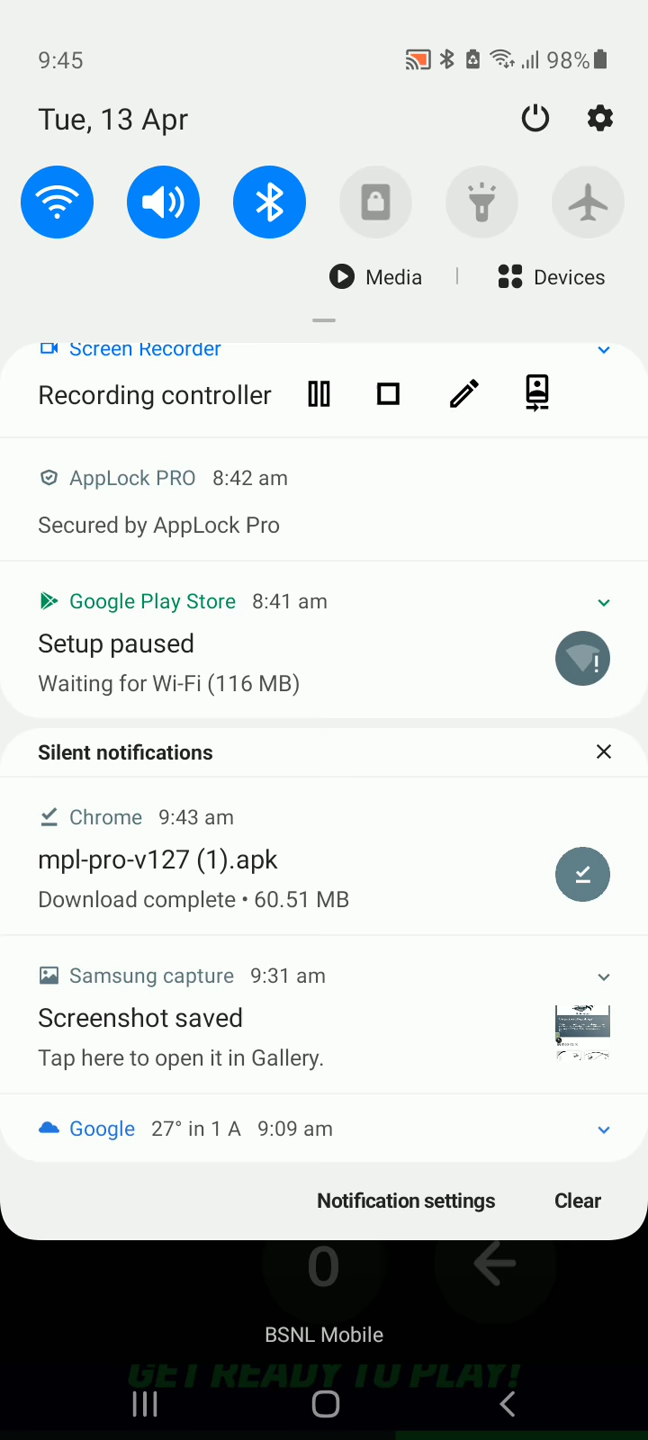 9:45
98%
Tue, 13 Apr
Media | Devices
Screen Recorder
Recording controller
AppLock PRO 8:42 am
Secured by AppLock Pro
Google Play Store 8:41 am
Setup paused
Waiting for Wi-Fi (116 MB)
Silent notifications
Chrome 9:43 am
mpl-pro-v127 (1).apk
Download complete • 60.51 MB
Samsung capture 9:31 am
Screenshot saved
Tap here to open it in Gallery.
Google 27° in 1 A 9:09 am
Notification settings Clear
0
BSNL Mobile
GET READY TO PLAY!